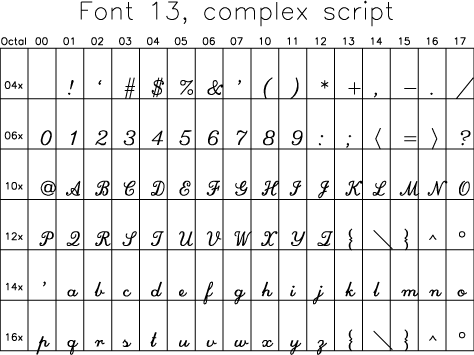 Font 13, complex script
Octal 00 01 02 03 04 05 06 07 10 11 12 13 14 15 16 17
04x ! ‘ # $ % & ’ ( ) * + , – . /
06x 0 1 2 3 4 5 6 7 8 9 : ; ⟨ = ⟩ ?
10x @ A B C D E F G H I J K L M N O
12x P Q R S T U V W X Y Z { \ } ^ °
14x ' a b c d e f g h i j k l m n o
16x p q r s t u v w x y z { \ } ^ °